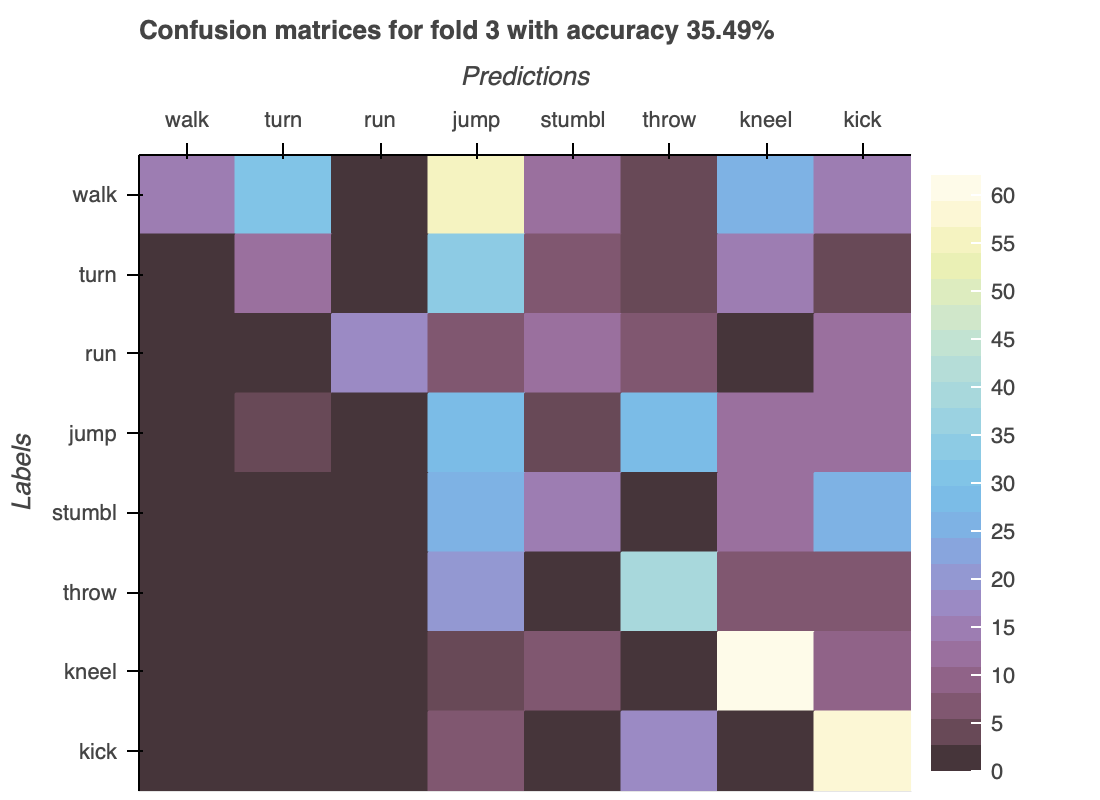 Confusion matrices for fold 3 with accuracy 35.49%
Predictions
walk turn run jump stumbl throw kneel kick
walk
turn
run
jump
stumbl
throw
kneel
kick
Labels
60
55
50
45
40
35
30
25
20
15
10
5
0